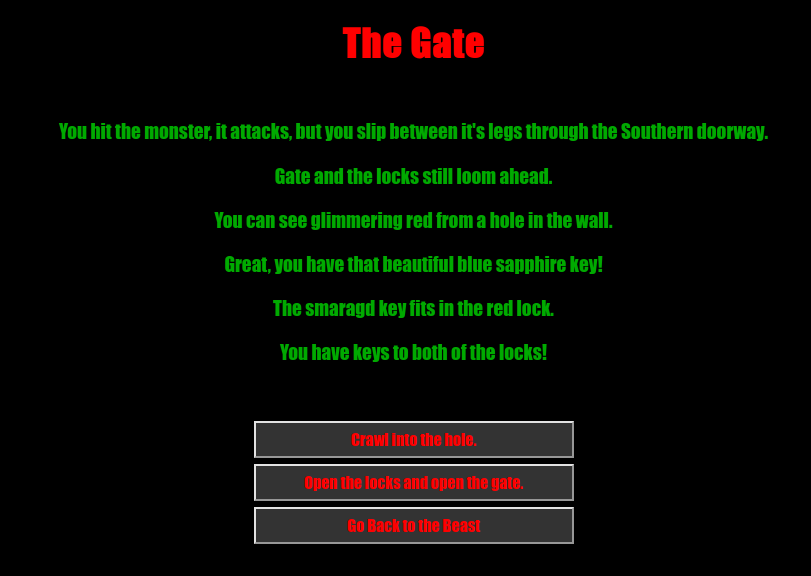 The Gate
You hit the monster, it attacks, but you slip between it's legs through the Southern doorway.
Gate and the locks still loom ahead.
You can see glimmering red from a hole in the wall.
Great, you have that beautiful blue sapphire key!
The smaragd key fits in the red lock.
You have keys to both of the locks!
Crawl into the hole.
Open the locks and open the gate.
Go Back to the Beast